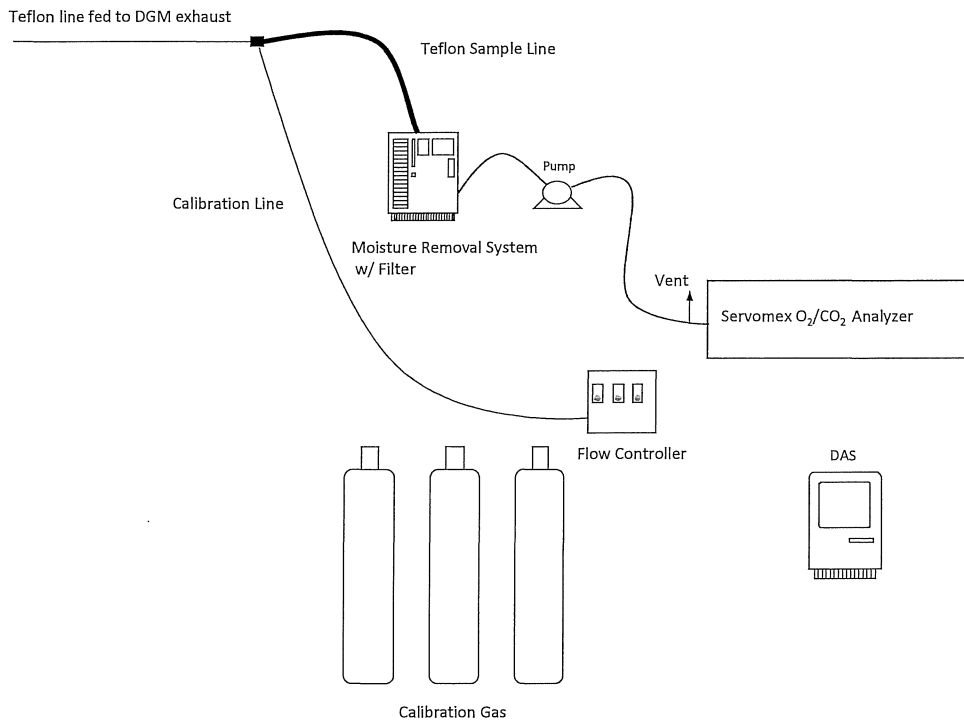 Teflon line fed to DGM exhaust
Teflon Sample Line
Pump
Calibration Line
Moisture Removal System
w/ Filter
Vent
Servomex O₂/CO₂ Analyzer
Flow Controller
DAS
Calibration Gas